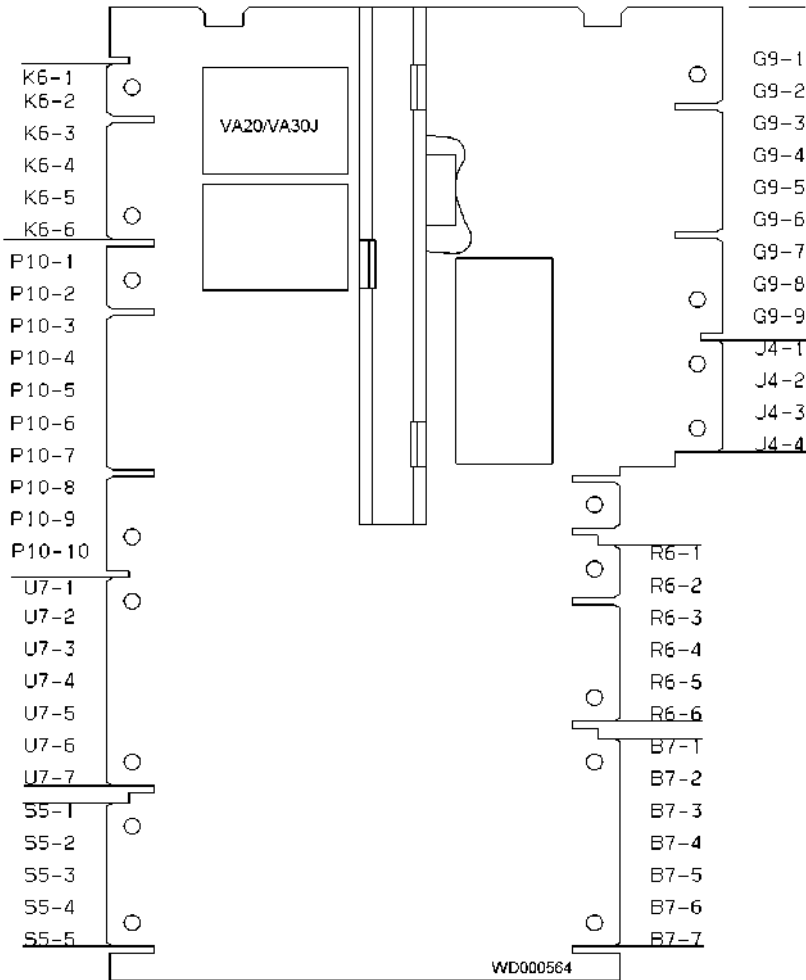 K6-1
K6-2
K6-3
K6-4
K6-5
K6-6
P10-1
P10-2
P10-3
P10-4
P10-5
P10-6
P10-7
P10-8
P10-9
P10-10
U7-1
U7-2
U7-3
U7-4
U7-5
U7-6
U7-7
S5-1
S5-2
S5-3
S5-4
S5-5
VA20/VA30J
G9-1
G9-2
G9-3
G9-4
G9-5
G9-6
G9-7
G9-8
G9-9
J4-1
J4-2
J4-3
J4-4
R6-1
R6-2
R6-3
R6-4
R6-5
R6-6
B7-1
B7-2
B7-3
B7-4
B7-5
B7-6
B7-7
WD000564